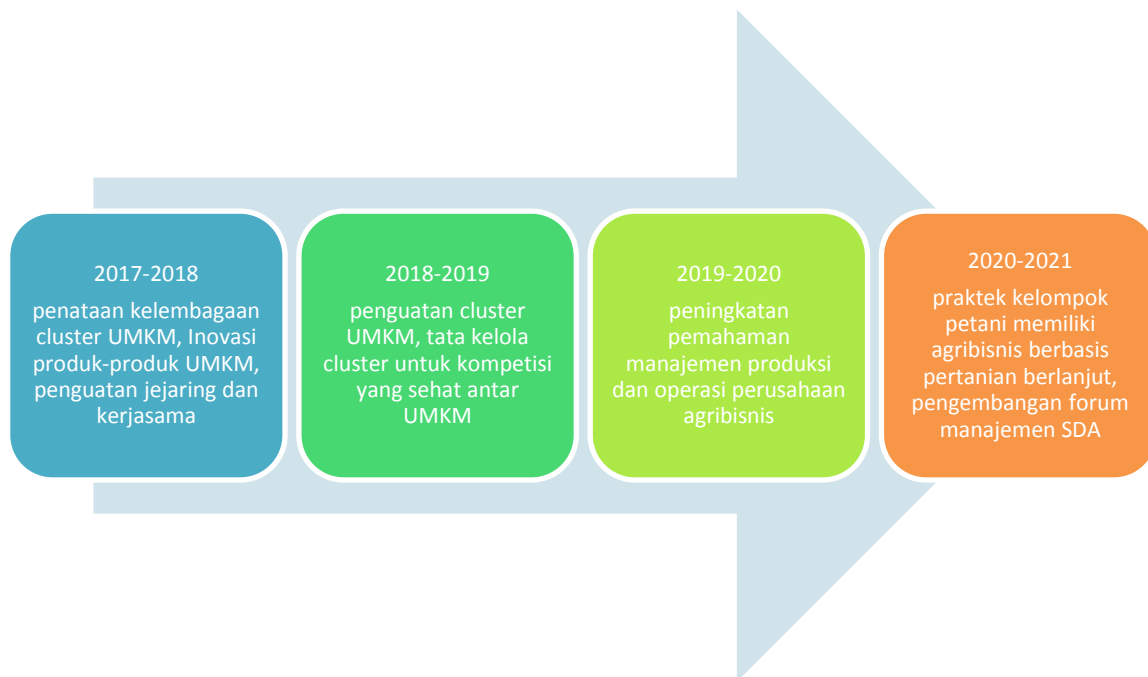 2017-2018
penataan kelembagaan
cluster UMKM, Inovasi
produk-produk UMKM,
penguatan jejaring dan
kerjasama
2018-2019
penguatan cluster
UMKM, tata kelola
cluster untuk kompetisi
yang sehat antar
UMKM
2019-2020
peningkatan
pemahaman
manajemen produksi
dan operasi perusahaan
agribisnis
2020-2021
praktek kelompok
petani memiliki
agribisnis berbasis
pertanian berlanjut,
pengembangan forum
manajemen SDA